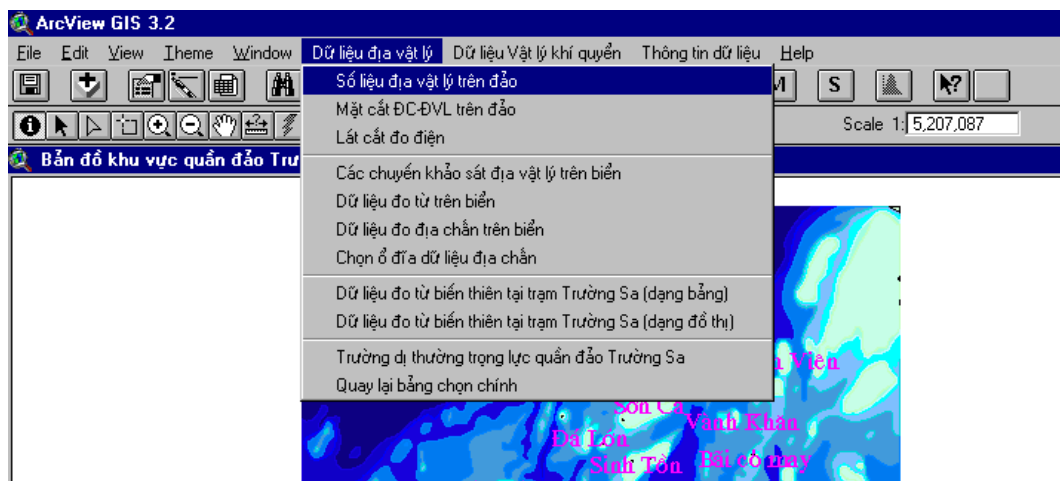 ArcView GIS 3.2
File Edit View Theme Window Dữ liệu địa vật lý Dữ liệu Vật lý khí quyển Thông tin dữ liệu Help
Số liệu địa vật lý trên đảo
S
Mặt cắt ĐC-ĐVL trên đảo
Scale 1: 5,207,087
Lát cắt đo điện
Bản đồ khu vực quần đảo Trư
Các chuyến khảo sát địa vật lý trên biển
Dữ liệu đo từ trên biển
Dữ liệu đo địa chấn trên biển
Chọn ổ đĩa dữ liệu địa chấn
Dữ liệu đo từ biến thiên tại trạm Trường Sa (dạng bảng)
Dữ liệu đo từ biến thiên tại trạm Trường Sa (dạng đồ thị)
Trường dị thường trọng lực quần đảo Trường Sa
Viên
Quay lại bảng chọn chính
Sơn Ca
Vành Khăn
Đá Lớn
Sinh Tồn Bãi cỏ may